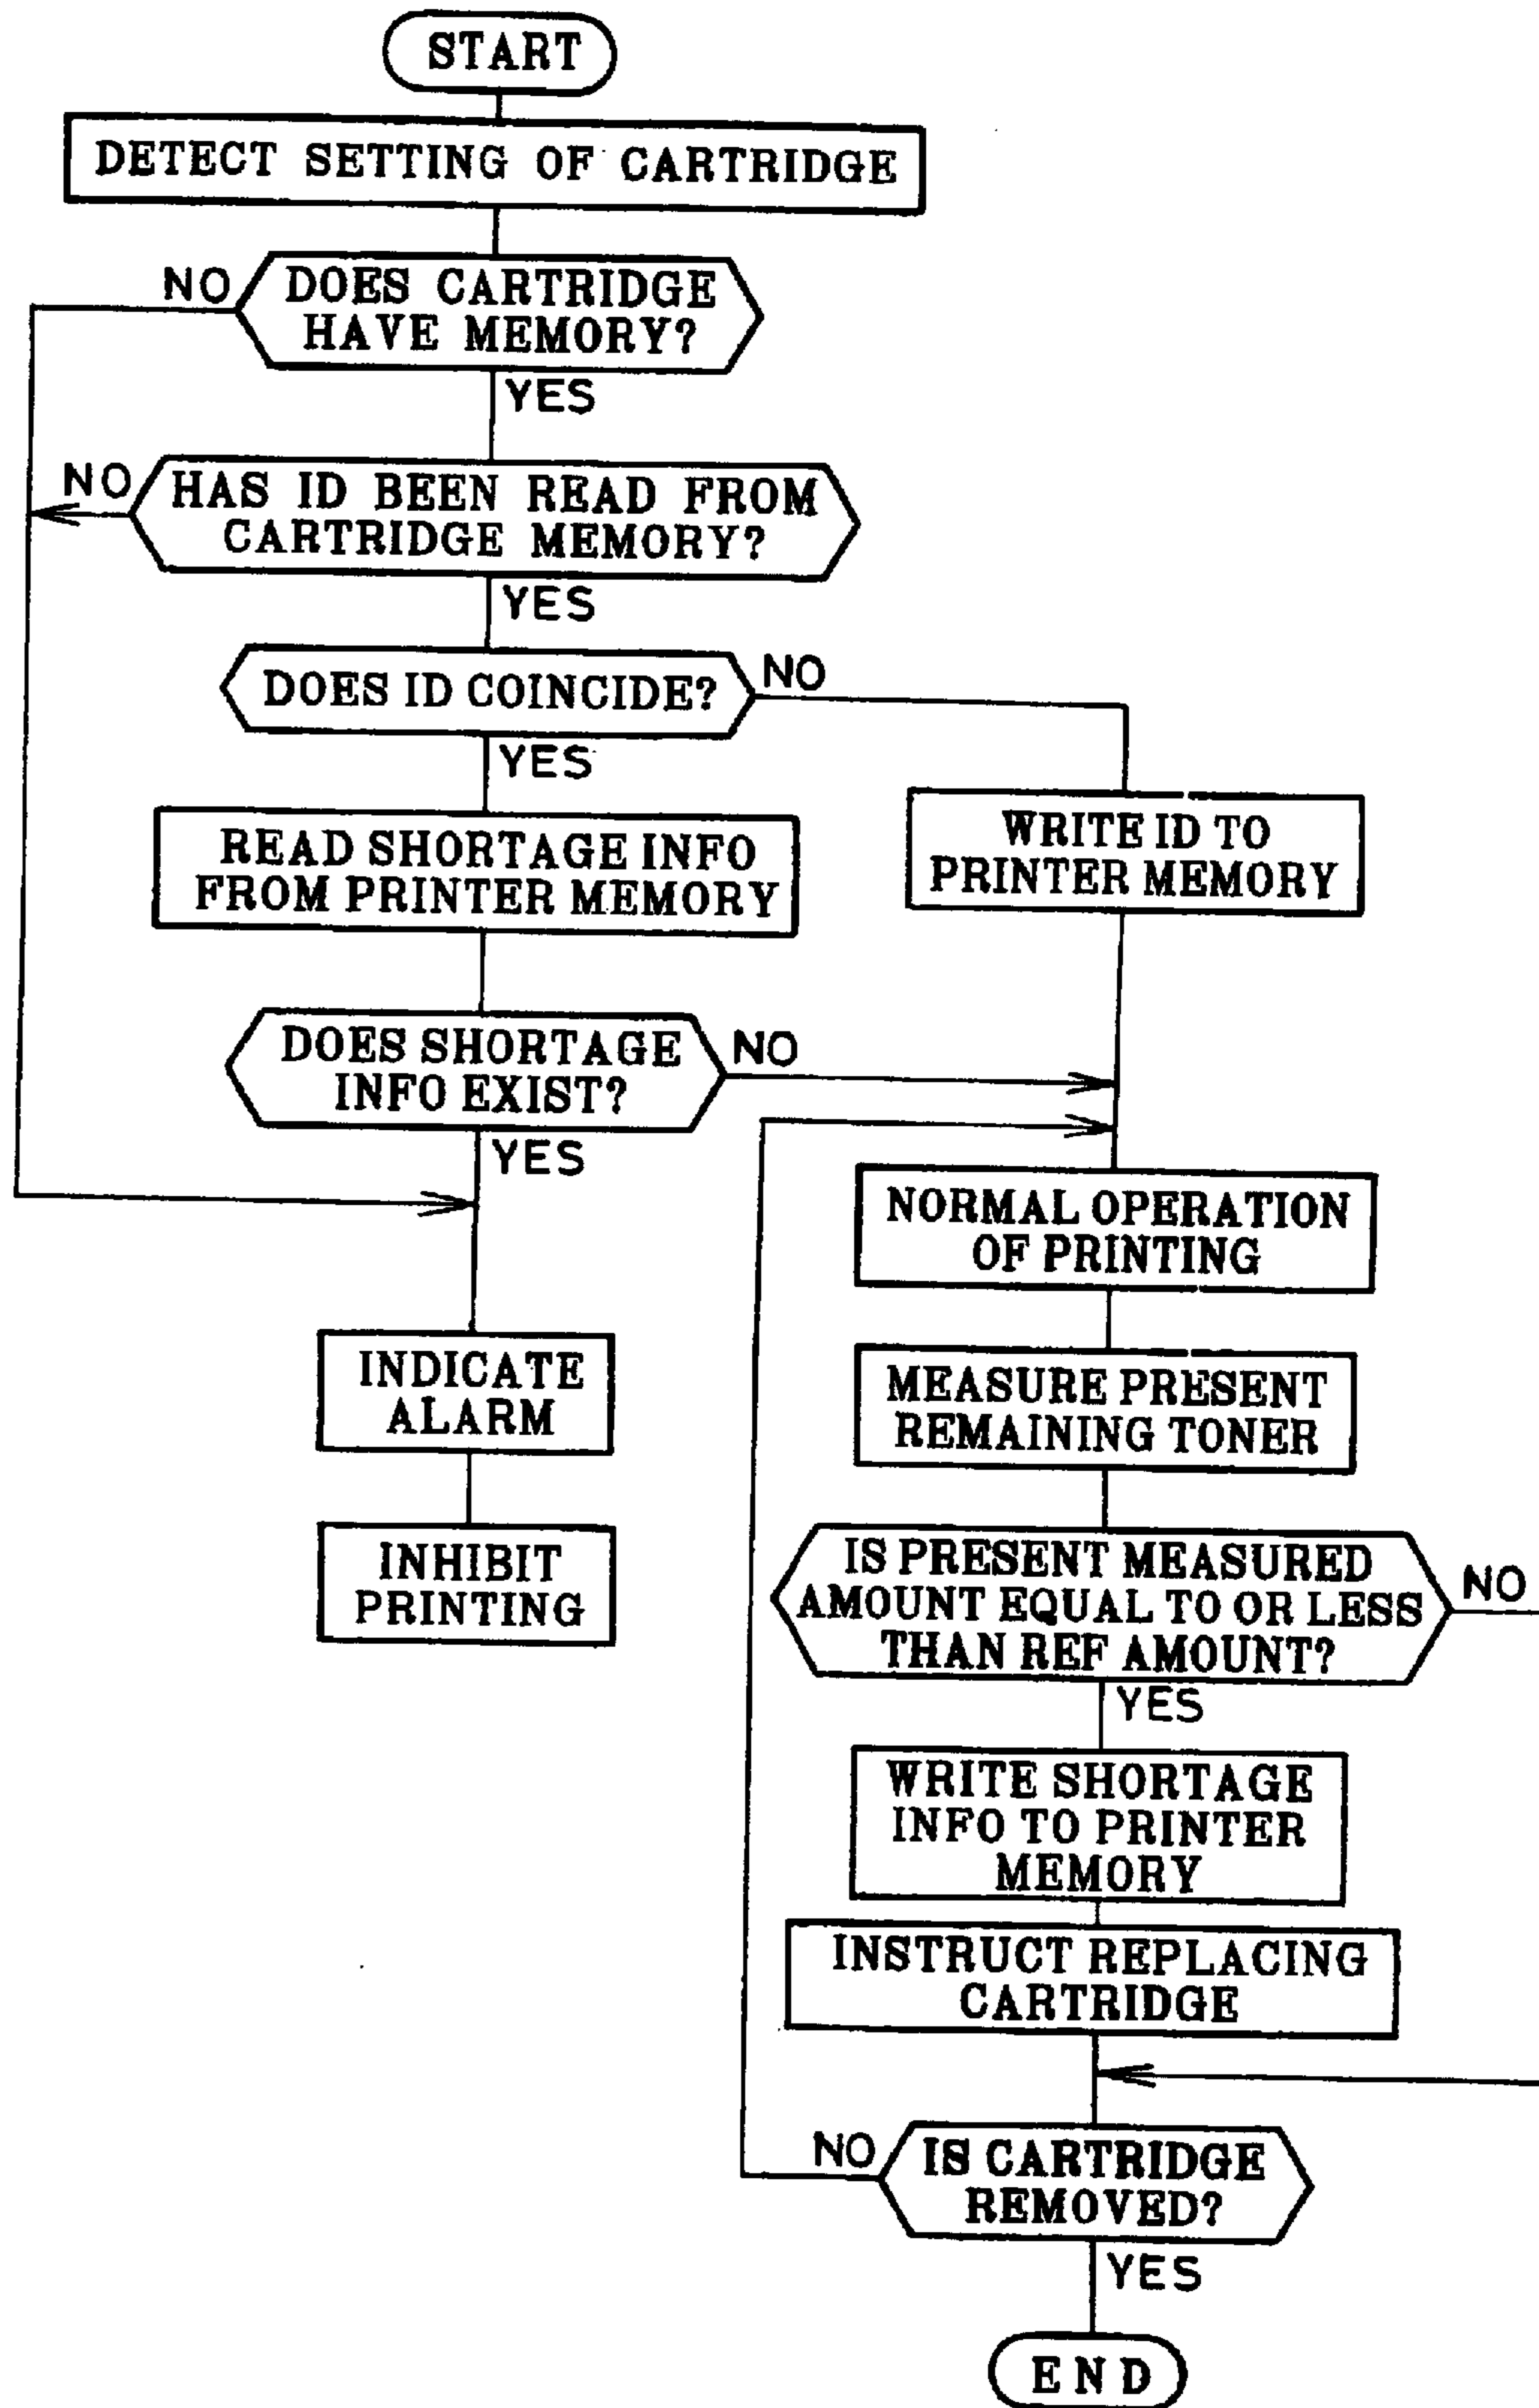 START
DETECT SETTING OF CARTRIDGE
NO
DOES CARTRIDGE
HAVE MEMORY?
YES
NO
HAS ID BEEN READ FROM
CARTRIDGE MEMORY?
YES
DOES ID COINCIDE?
NO
YES
READ SHORTAGE INFO
FROM PRINTER MEMORY
WRITE ID TO
PRINTER MEMORY
DOES SHORTAGE
INFO EXIST?
NO
YES
INDICATE
ALARM
INHIBIT
PRINTING
NORMAL OPERATION
OF PRINTING
MEASURE PRESENT
REMAINING TONER
IS PRESENT MEASURED
AMOUNT EQUAL TO OR LESS
THAN REF AMOUNT?
NO
YES
WRITE SHORTAGE
INFO TO PRINTER
MEMORY
INSTRUCT REPLACING
CARTRIDGE
NO
IS CARTRIDGE
REMOVED?
YES
END